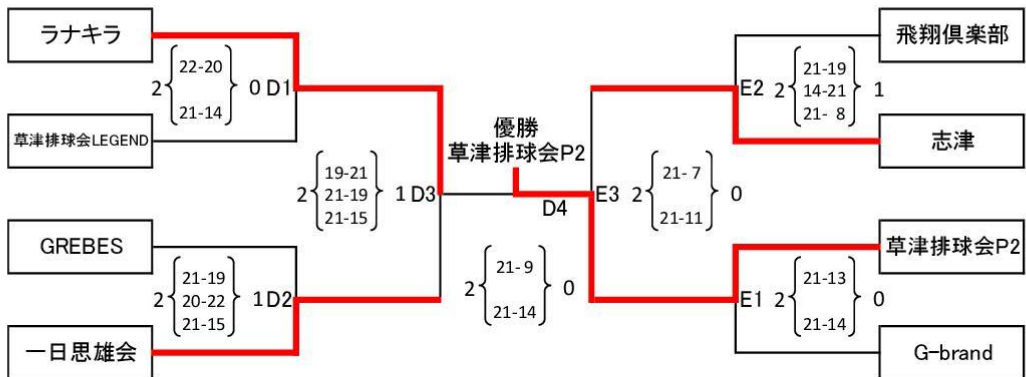 ラナキラ
2 22-20 0 D1
21-14
草津排球会LEGEND
2 19-21 1 D3
21-19
21-15
GREBES
2 21-19 1 D2
20-22
21-15
一日思雄会
優勝
草津排球会P2
D4
2 21- 9 0
21-14
飛翔倶楽部
E2 2 21-19 1
14-21
21- 8
志津
E3 2 21- 7 0
21-11
草津排球会P2
E1 2 21-13 0
21-14
G-brand